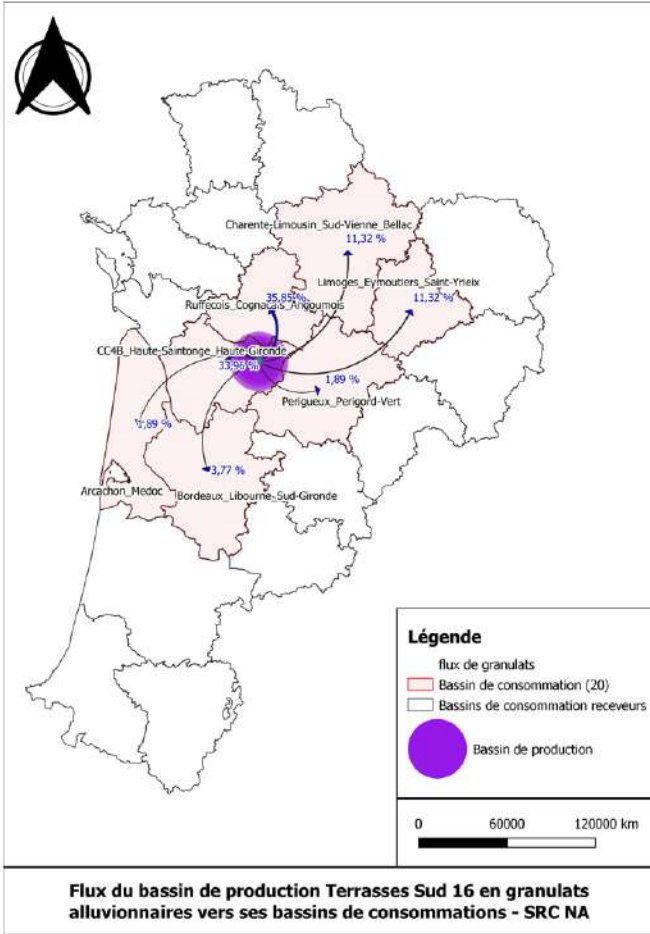 Charente-Limousin_Sud-Vienne_Bellac
11,32 %
Limoges_Eymoutiers_Saint-Yrieix
35,85 %
11,32 %
Ruffecois_Cognaçais_Angoumois
CC4B_Haute-Saintonge_Haute-Gironde
33,96 %
1,89 %
Perigueux_Perigord-Vert
1,89 %
3,77 %
Arcachon_Medoc
Bordeaux_Libourne_Sud-Gironde
Légende
flux de granulats
Bassin de consommation (20)
Bassins de consommation receveurs
Bassin de production
0 60000 120000 km
Flux du bassin de production Terrasses Sud 16 en granulats
alluvionnaires vers ses bassins de consommations - SRC NA